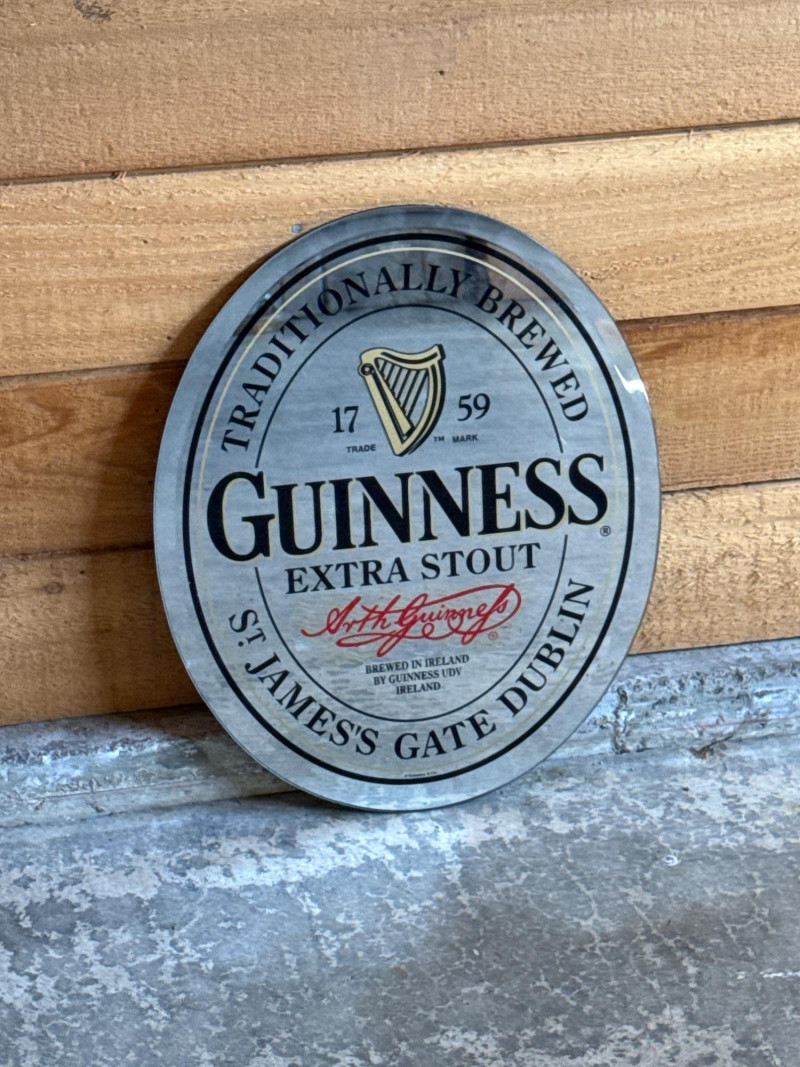 TRADITIONALLY BREWED
17 59
TRADE ™ MARK
GUINNESS®
EXTRA STOUT
Arth Guinness®
BREWED IN IRELAND
BY GUINNESS UDV
IRELAND
ST. JAMES'S GATE DUBLIN